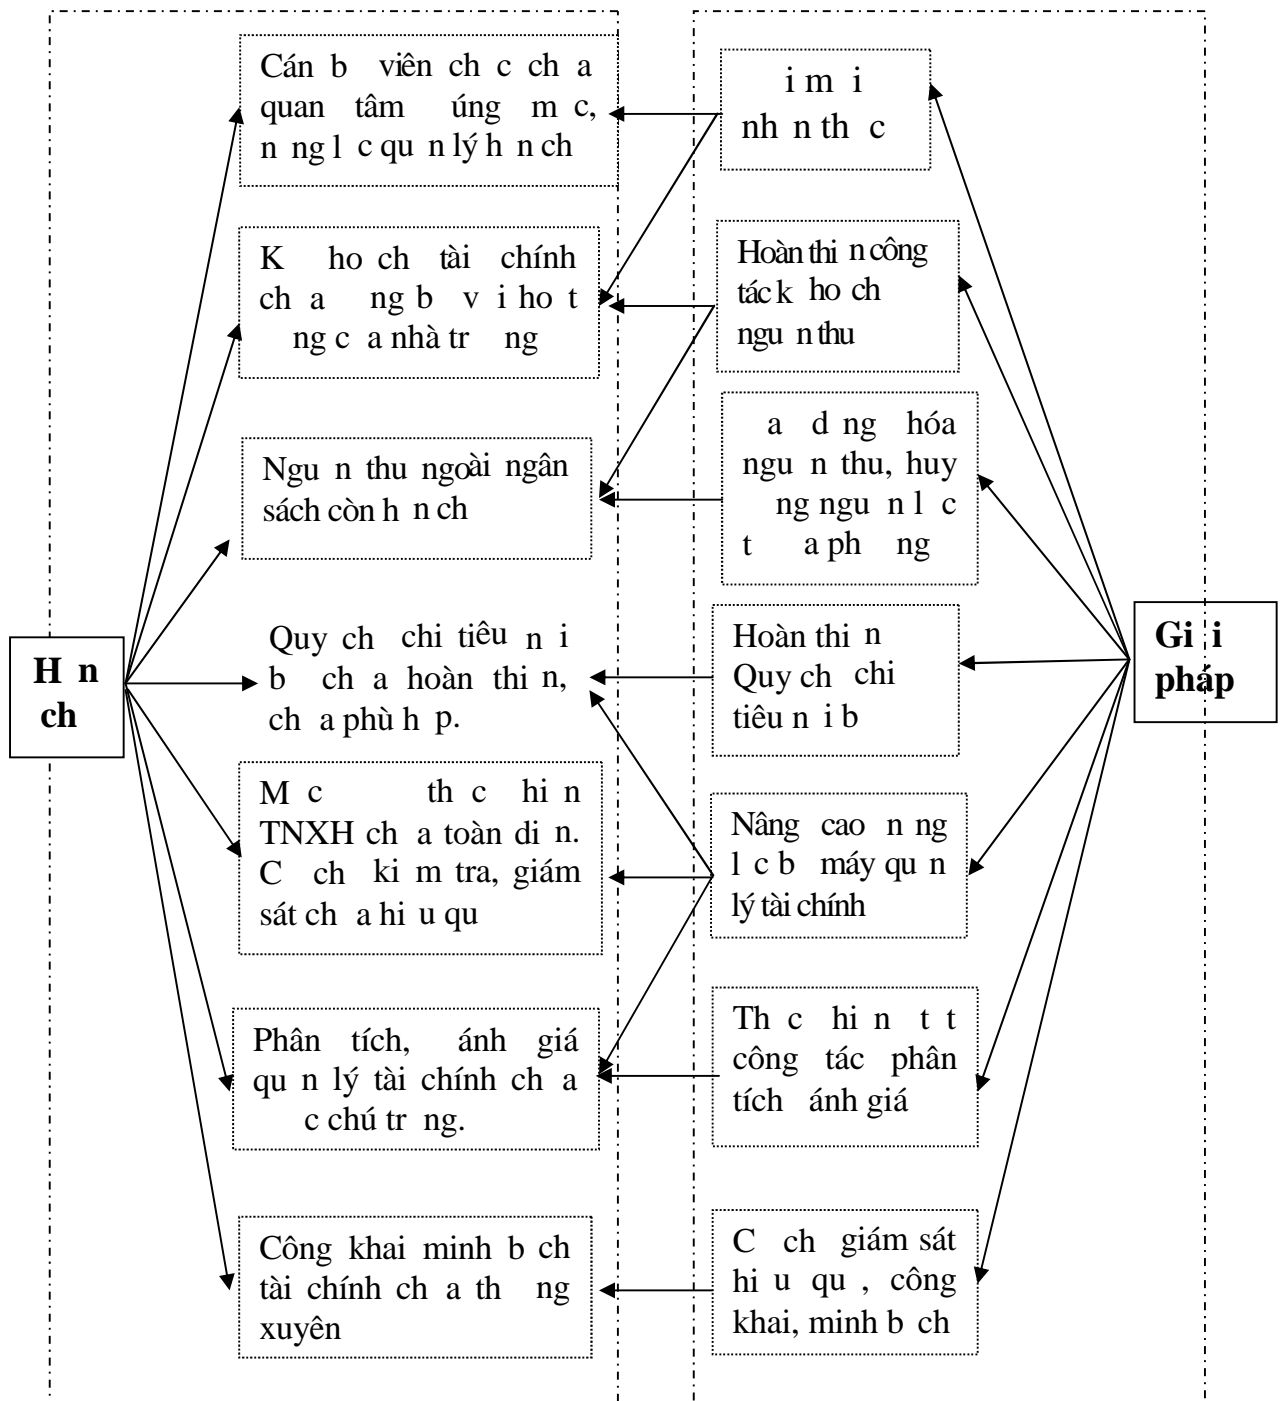 Cán b viên ch c ch a
quan tâm úng m c,
n ng l c qu n lý h n ch
K ho ch tài chính
ch a ng b v i ho t
ng c a nhà tr ng
Ngu n thu ngoài ngân
sách còn h n ch
H n
ch
Quy ch chi tiêu n i
b ch a hoàn thi n,
ch a phù h p.
M c th c hi n
TNXH ch a toàn di n.
C ch ki m tra, giám
sát ch a hi u qu
Phân tích, ánh giá
qu n lý tài chính ch a
c chú tr ng.
Công khai minh b ch
tài chính ch a th ng
xuyên
i m i
nh n th c
Hoàn thi n công
tác k ho ch
ngu n thu
a d ng hóa
ngu n thu, huy
ng ngu n l c
t a ph ng
Hoàn thi n
Quy ch chi
tiêu n i b
Nâng cao n ng
l c b máy qu n
lý tài chính
Th c hi n t t
công tác phân
tích ánh giá
C ch giám sát
hi u qu , công
khai, minh b ch
Gi i
pháp